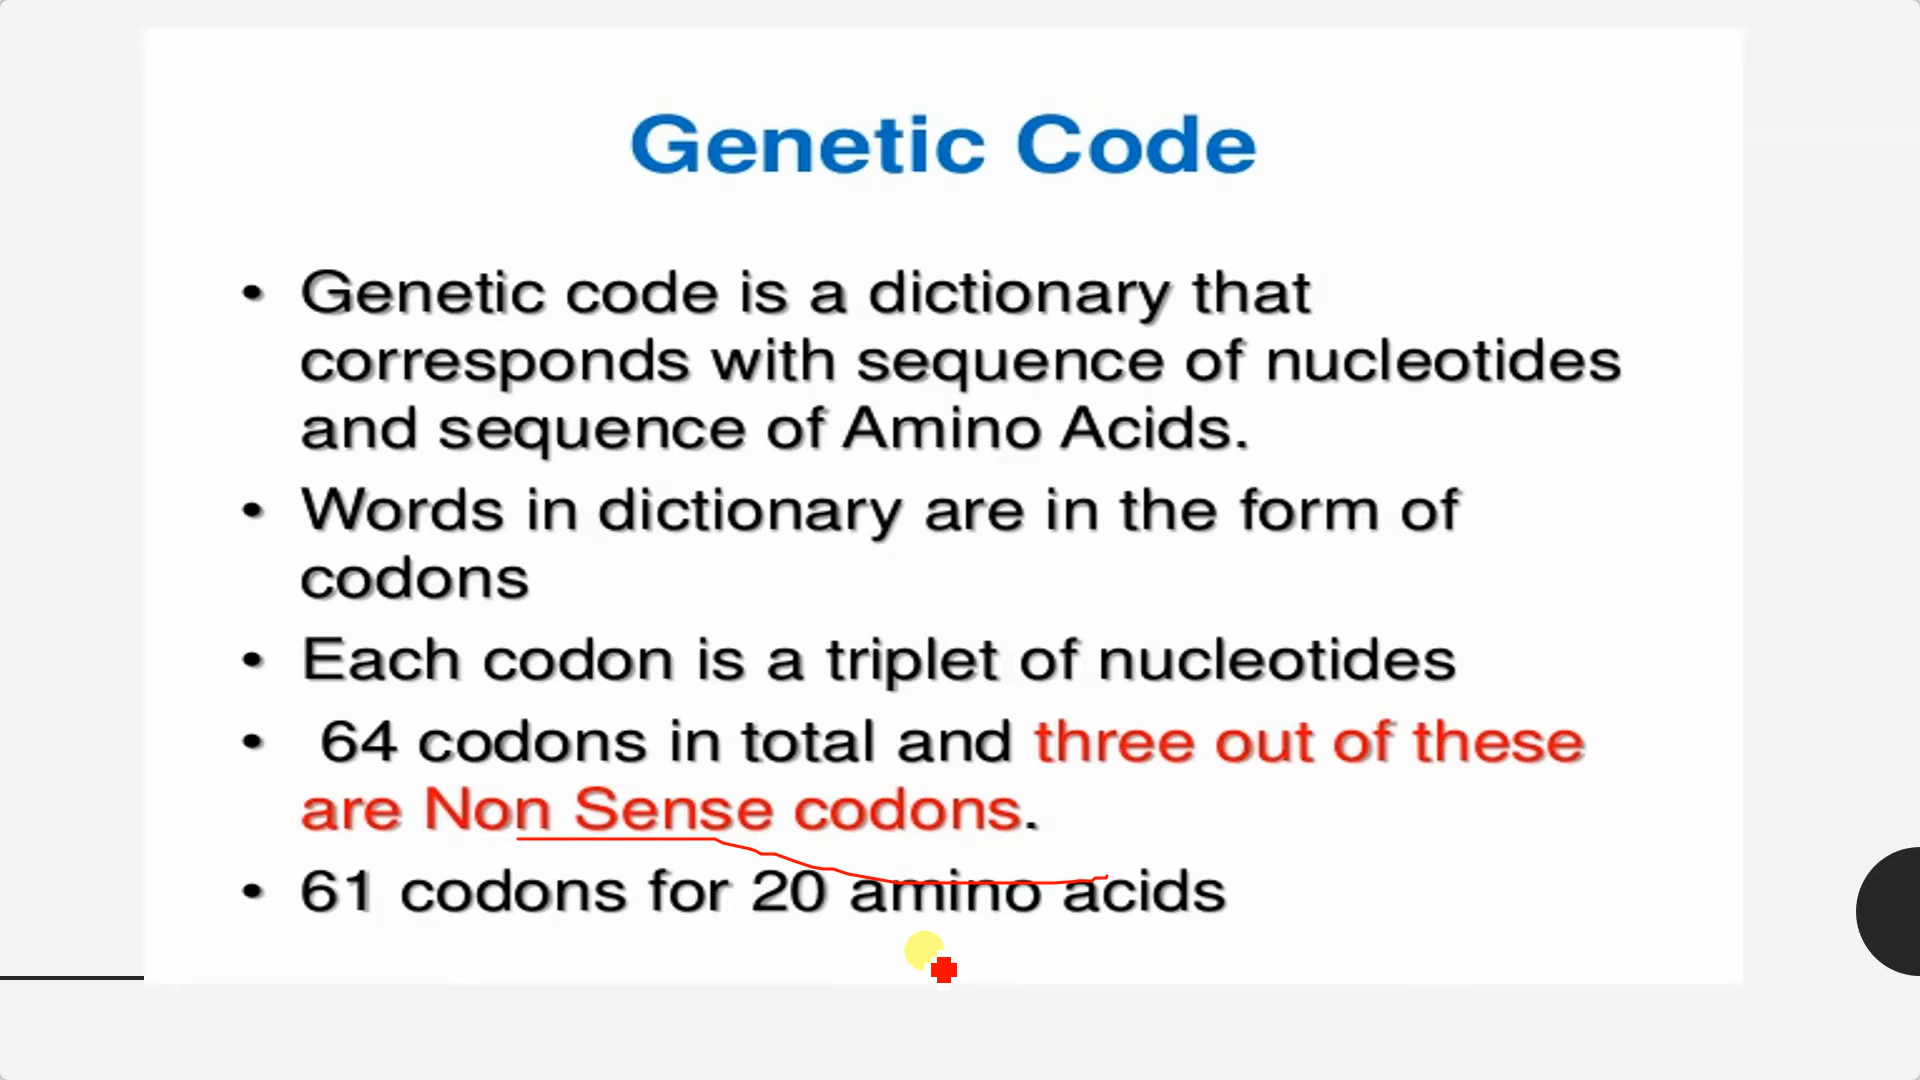 Genetic Code
• Genetic code is a dictionary that
corresponds with sequence of nucleotides
and sequence of Amino Acids.
• Words in dictionary are in the form of
codons
• Each codon is a triplet of nucleotides
• 64 codons in total and three out of these
are Non Sense codons.
• 61 codons for 20 amino acids